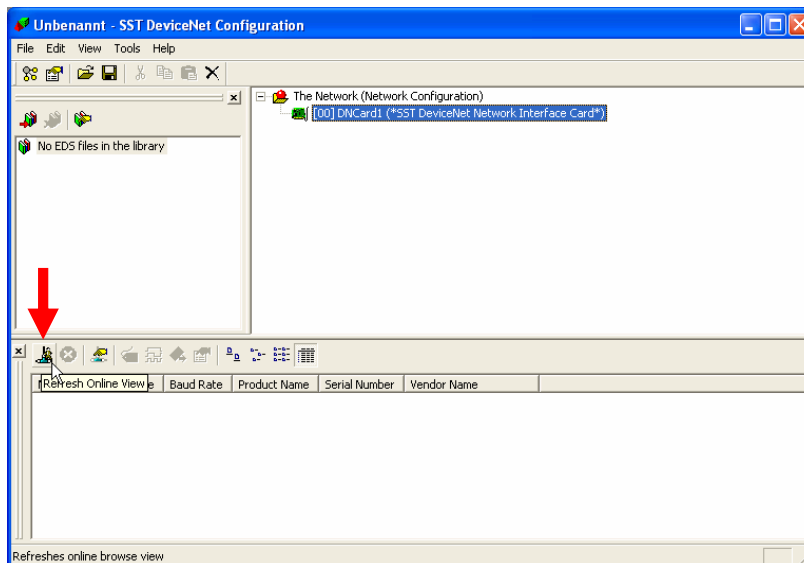 Unbenannt - SST DeviceNet Configuration
File Edit View Tools Help
The Network (Network Configuration)
[00] DNCard1 (*SST DeviceNet Network Interface Card*)
No EDS files in the library
Refresh Online View
Baud Rate Product Name Serial Number Vendor Name
Refreshes online browse view